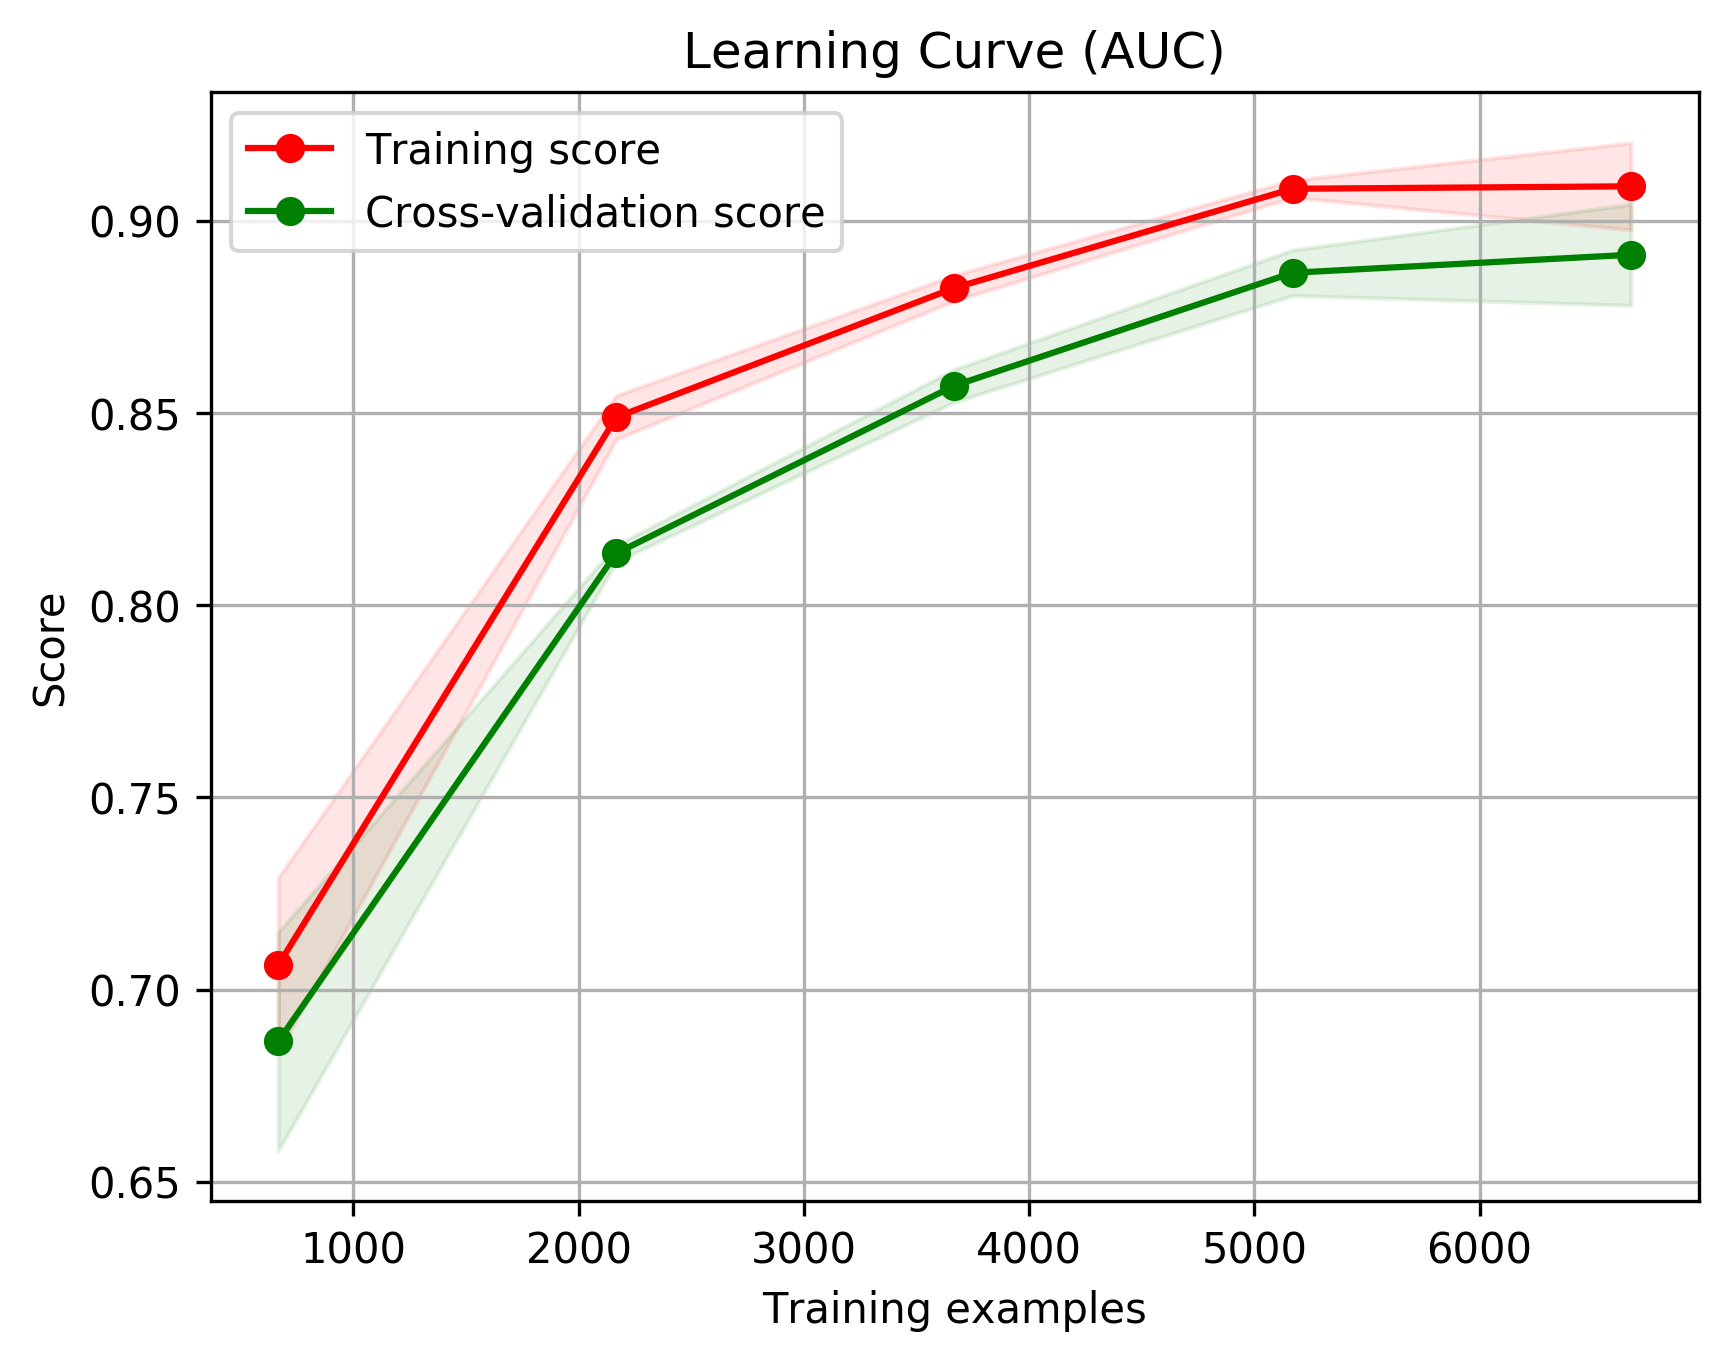 Learning Curve (AUC)
Training score
Cross-validation score
Score
0.90
0.85
0.80
0.75
0.70
0.65
1000 2000 3000 4000 5000 6000
Training examples